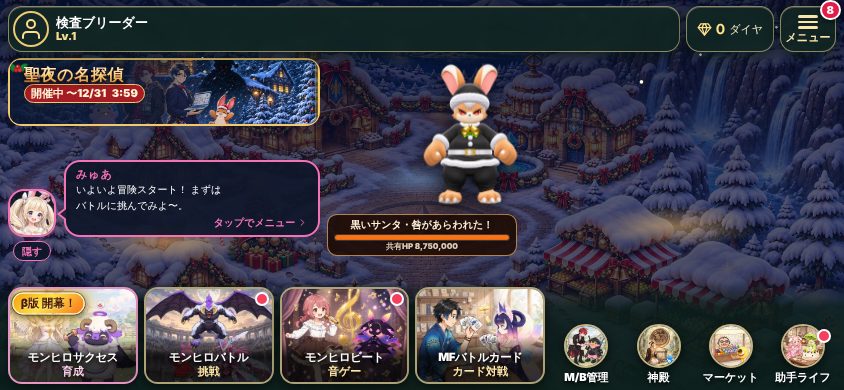 検査ブリーダー
Lv.1
0 ダイヤ
8
メニュー
聖夜の名探偵
開催中 〜12/31 3:59
みゅあ
いよいよ冒険スタート！ まずは
バトルに挑んでみよ〜。
タップでメニュー
隠す
黒いサンタ・咎があらわれた！
共有HP 8,750,000
β版 開幕！
モンヒロサクセス
育成
モンヒロバトル
挑戦
モンヒロビート
音ゲー
MFバトルカード
カード対戦
M/B管理
神殿
マーケット
助手ライフ